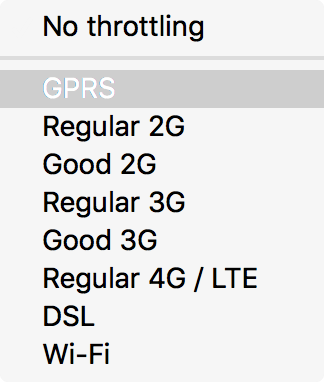 No throttling
GPRS
Regular 2G
Good 2G
Regular 3G
Good 3G
Regular 4G / LTE
DSL
Wi-Fi